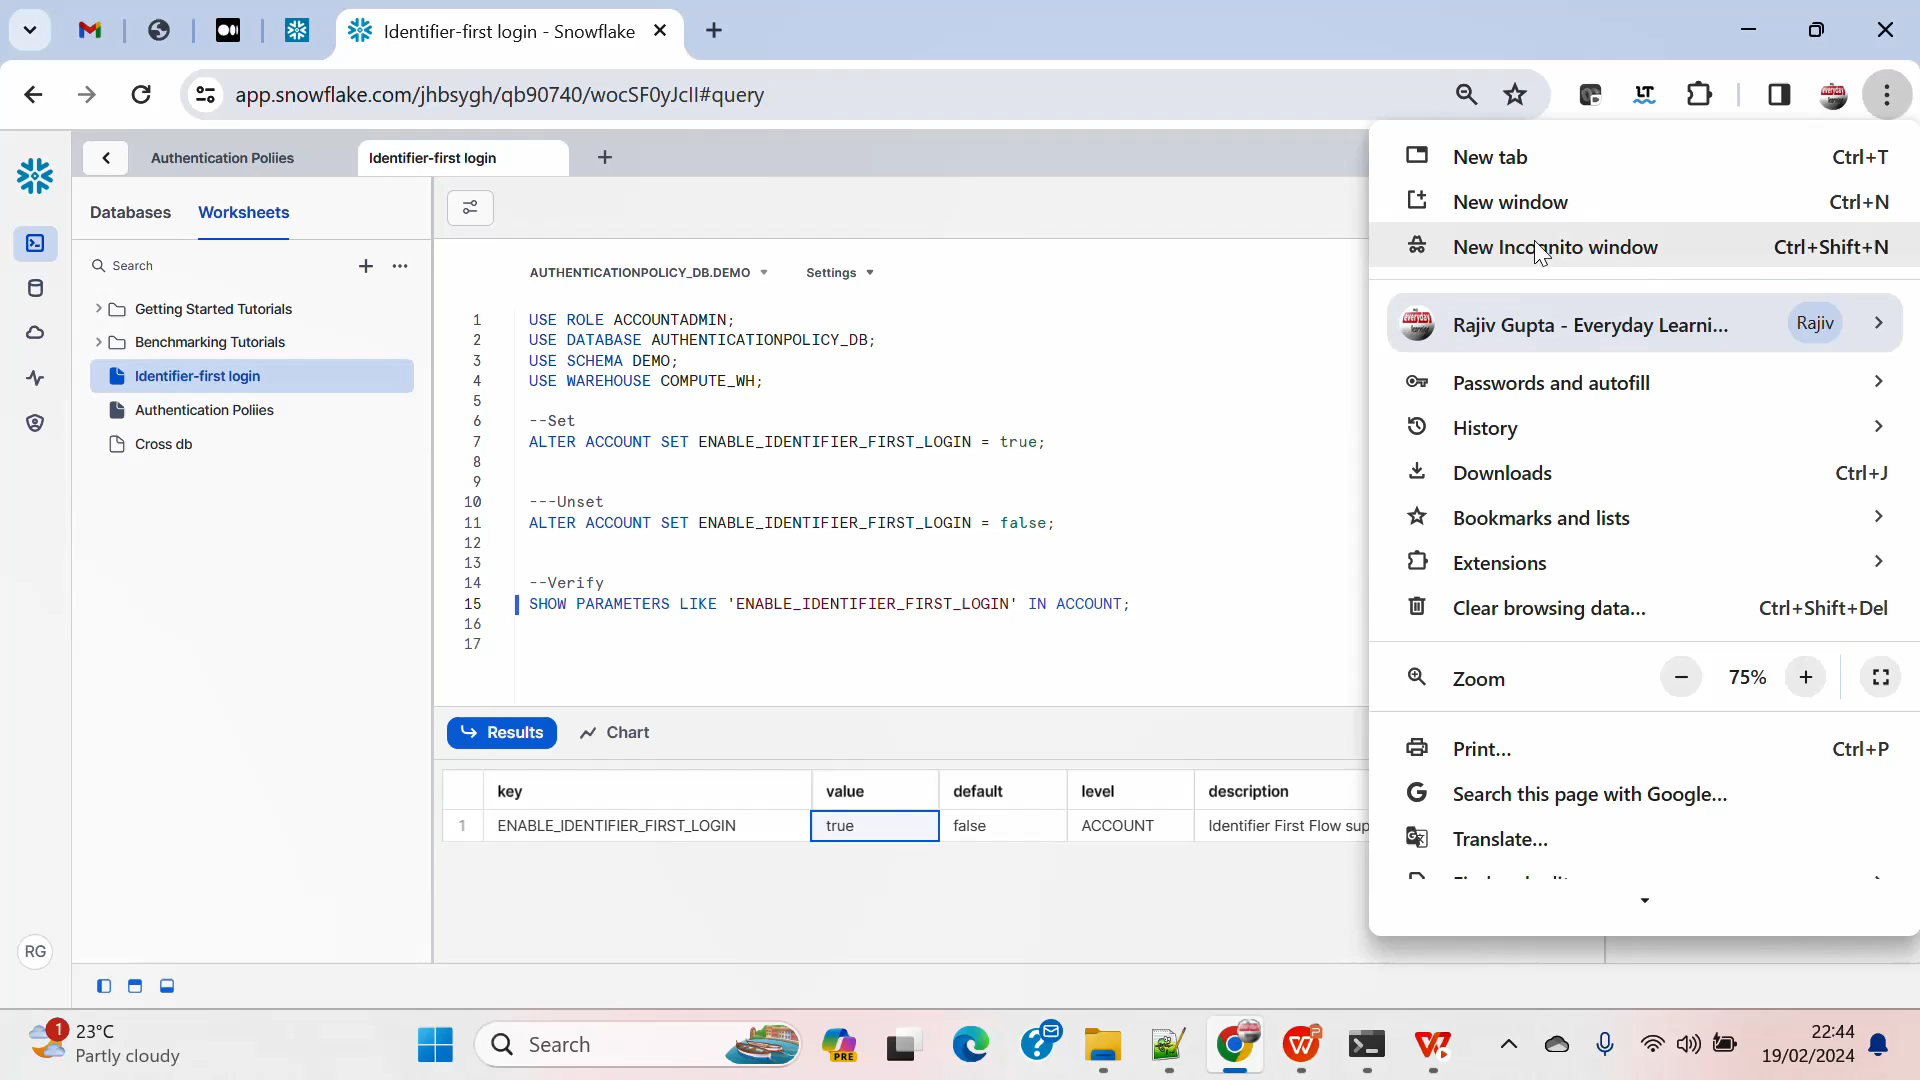 Identifier-first login - Snowflake
app.snowflake.com/jhbsygh/qb90740/wocSF0yJcII#query
Authentication Poliies
Identifier-first login
Databases
Worksheets
Search
Getting Started Tutorials
Benchmarking Tutorials
Identifier-first login
Authentication Poliies
Cross db
RG
AUTHENTICATIONPOLICY_DB.DEMO
Settings
1 USE ROLE ACCOUNTADMIN;
2 USE DATABASE AUTHENTICATIONPOLICY_DB;
3 USE SCHEMA DEMO;
4 USE WAREHOUSE COMPUTE_WH;
5
6 --Set
7 ALTER ACCOUNT SET ENABLE_IDENTIFIER_FIRST_LOGIN = true;
8
9
10 ---Unset
11 ALTER ACCOUNT SET ENABLE_IDENTIFIER_FIRST_LOGIN = false;
12
13
14 --Verify
15 SHOW PARAMETERS LIKE 'ENABLE_IDENTIFIER_FIRST_LOGIN' IN ACCOUNT;
16
17
Results
Chart
key value default level description
1 ENABLE_IDENTIFIER_FIRST_LOGIN true false ACCOUNT Identifier First Flow sup
New tab Ctrl+T
New window Ctrl+N
New Incognito window Ctrl+Shift+N
Rajiv Gupta - Everyday Learni... Rajiv
Passwords and autofill
History
Downloads Ctrl+J
Bookmarks and lists
Extensions
Clear browsing data... Ctrl+Shift+Del
Zoom - 75% +
Print... Ctrl+P
Search this page with Google...
Translate...
1
23°C
Partly cloudy
Search
PRE
22:44
19/02/2024